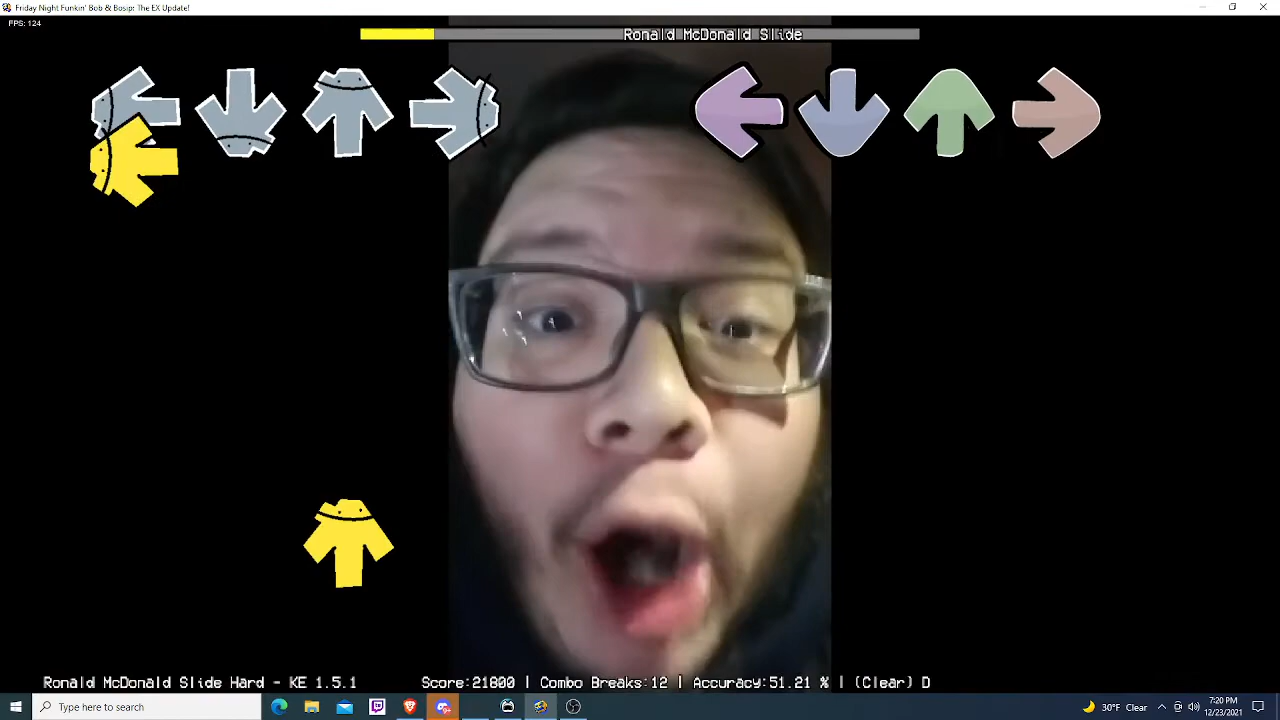 Friday Night Funkin' Bob & Bosip: The EX Update!
FPS: 124
Ronald McDonald Slide
Ronald McDonald Slide Hard - KE 1.5.1
Score:21800 | Combo Breaks:12 | Accuracy:51.21 % | (Clear) D
Type here to search
30°F Clear
7:20 PM
12/23/2021